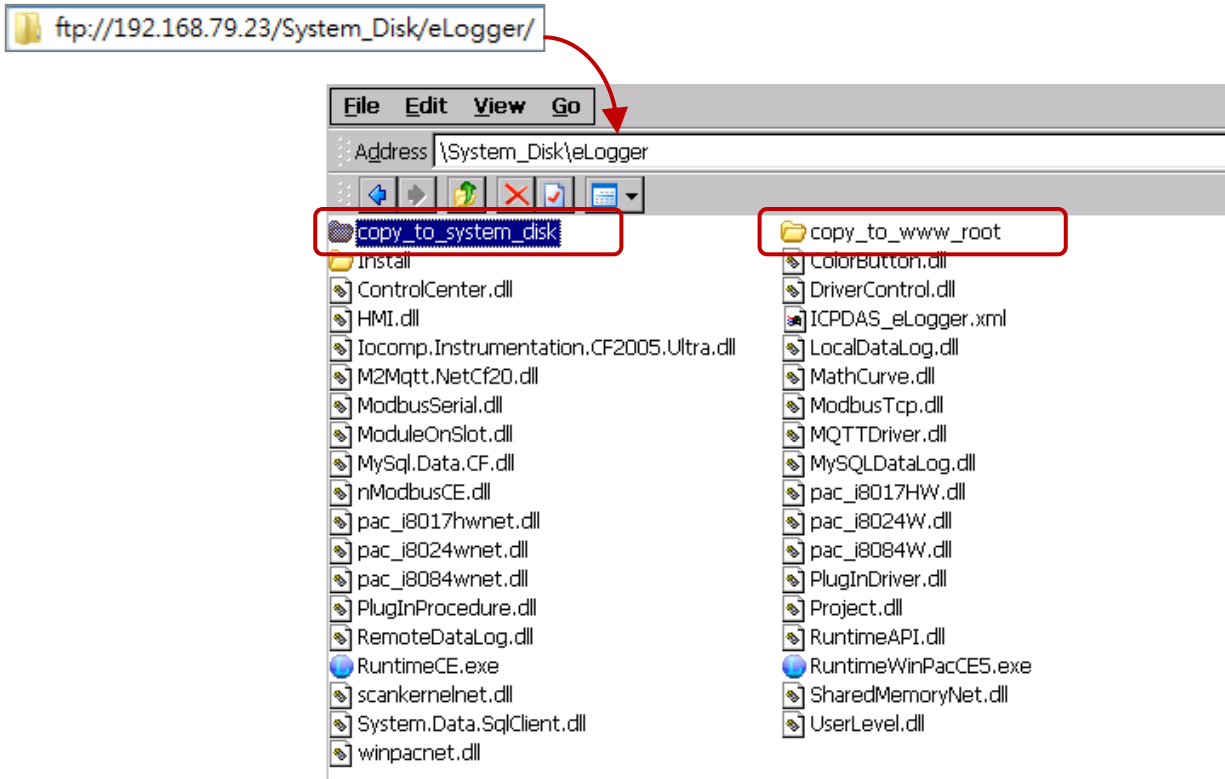 ftp://192.168.79.23/System_Disk/eLogger/
File Edit View Go
Address \System_Disk\eLogger
copy_to_system_disk copy_to_www_root
Install ColorButton.dll
ControlCenter.dll DriverControl.dll
HMI.dll ICPDAS_eLogger.xml
Iocomp.Instrumentation.CF2005.Ultra.dll LocalDataLog.dll
M2Mqtt.NetCf20.dll MathCurve.dll
ModbusSerial.dll ModbusTcp.dll
ModuleOnSlot.dll MQTTDriver.dll
MySql.Data.CF.dll MySQLDataLog.dll
nModbusCE.dll pac_i8017HW.dll
pac_i8017hwnet.dll pac_i8024W.dll
pac_i8024wnet.dll pac_i8084W.dll
pac_i8084wnet.dll PlugInDriver.dll
PlugInProcedure.dll Project.dll
RemoteDataLog.dll RuntimeAPI.dll
RuntimeCE.exe RuntimeWinPacCE5.exe
scankernelnet.dll SharedMemoryNet.dll
System.Data.SqlClient.dll UserLevel.dll
winpacnet.dll